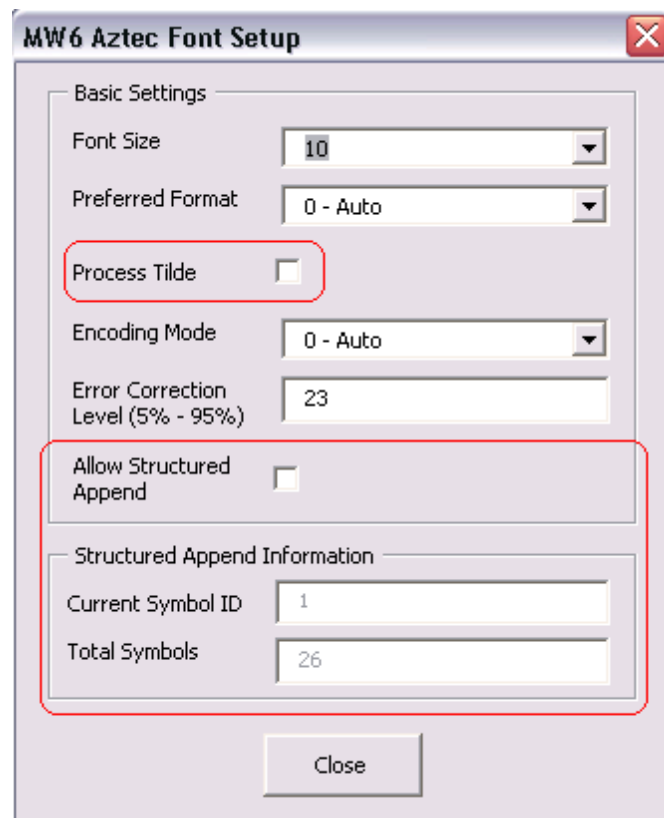 MW6 Aztec Font Setup
Basic Settings
Font Size 10
Preferred Format 0 - Auto
Process Tilde
Encoding Mode 0 - Auto
Error Correction
Level (5% - 95%) 23
Allow Structured
Append
Structured Append Information
Current Symbol ID 1
Total Symbols 26
Close